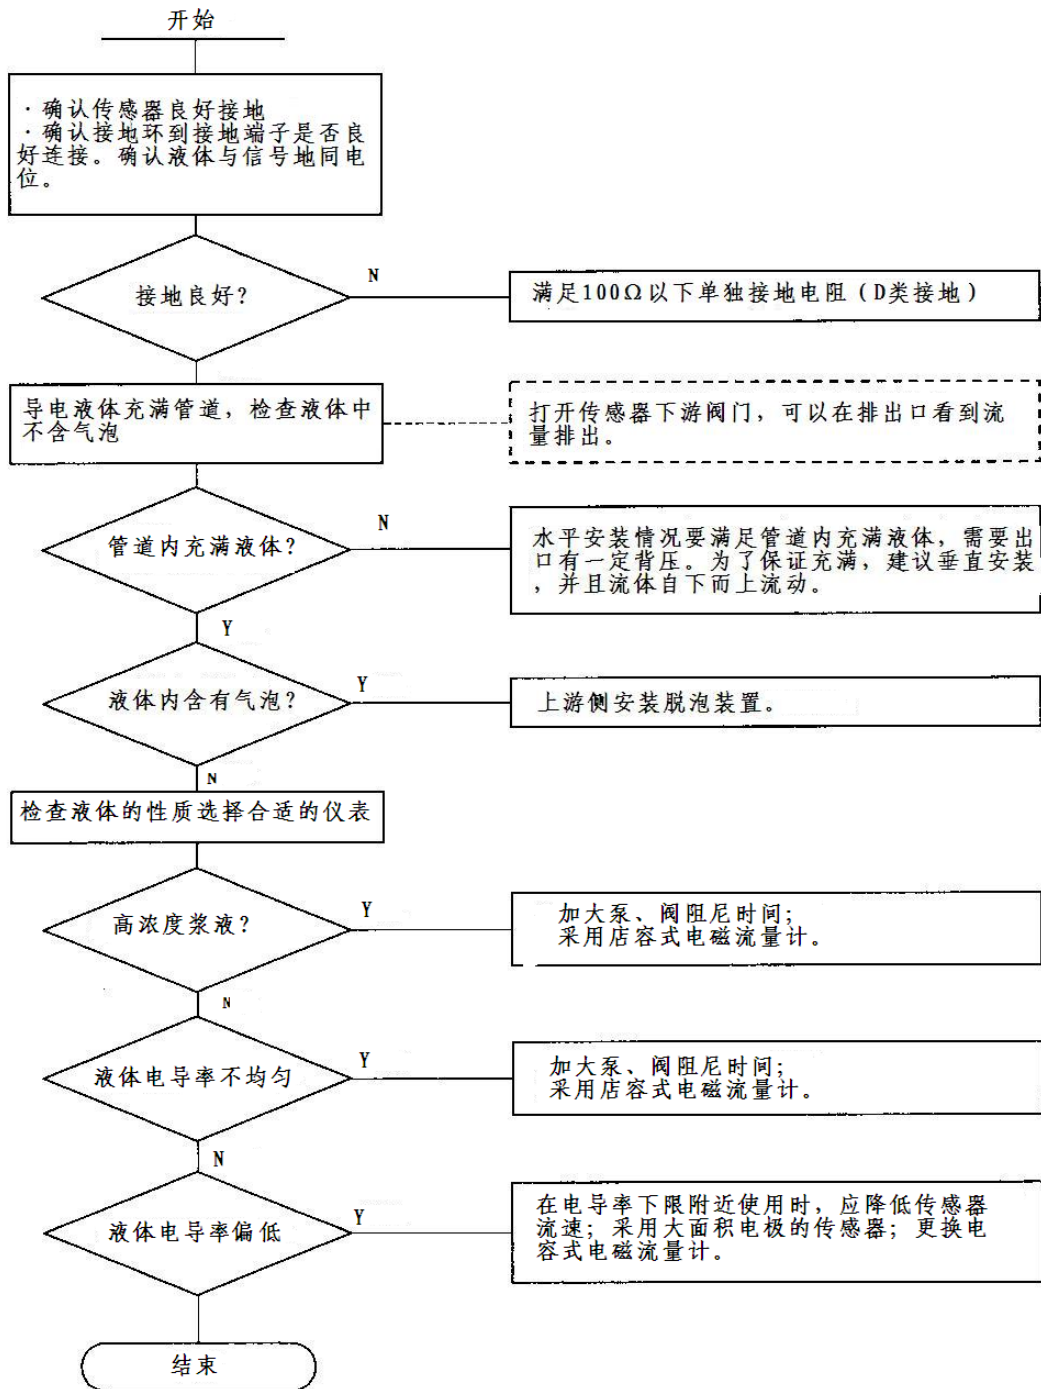 开始
·确认传感器良好接地
·确认接地环到接地端子是否良
好连接。确认液体与信号地同电
位。
接地良好?
N
满足100Ω以下单独接地电阻(D类接地)
导电液体充满管道，检查液体中
不含气泡
打开传感器下游阀门，可以在排出口看到流
量排出。
管道内充满液体?
N
水平安装情况要满足管道内充满液体，需要出
口有一定背压。为了保证充满，建议垂直安装
，并且流体自下而上流动。
Y
液体内含有气泡?
Y
上游侧安装脱泡装置。
N
检查液体的性质选择合适的仪表
高浓度浆液?
Y
加大泵、阀阻尼时间;
采用店容式电磁流量计。
N
液体电导率不均匀
Y
加大泵、阀阻尼时间;
采用店容式电磁流量计。
N
液体电导率偏低
Y
在电导率下限附近使用时，应降低传感器
流速;采用大面积电极的传感器;更换电
容式电磁流量计。
结束